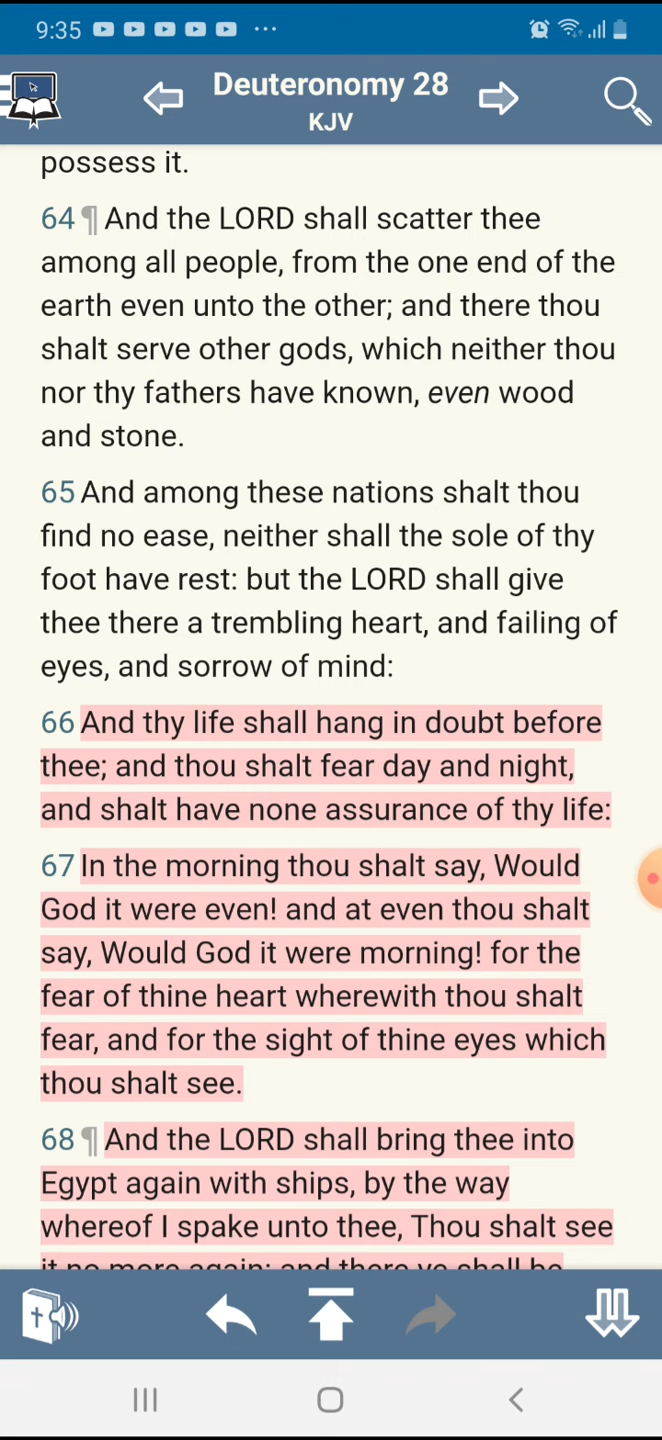 9:35
Deuteronomy 28
KJV
possess it.
64 ¶ And the LORD shall scatter thee
among all people, from the one end of the
earth even unto the other; and there thou
shalt serve other gods, which neither thou
nor thy fathers have known, even wood
and stone.
65 And among these nations shalt thou
find no ease, neither shall the sole of thy
foot have rest: but the LORD shall give
thee there a trembling heart, and failing of
eyes, and sorrow of mind:
66 And thy life shall hang in doubt before
thee; and thou shalt fear day and night,
and shalt have none assurance of thy life:
67 In the morning thou shalt say, Would
God it were even! and at even thou shalt
say, Would God it were morning! for the
fear of thine heart wherewith thou shalt
fear, and for the sight of thine eyes which
thou shalt see.
68 ¶ And the LORD shall bring thee into
Egypt again with ships, by the way
whereof I spake unto thee, Thou shalt see
it no more again: and there ye shall be